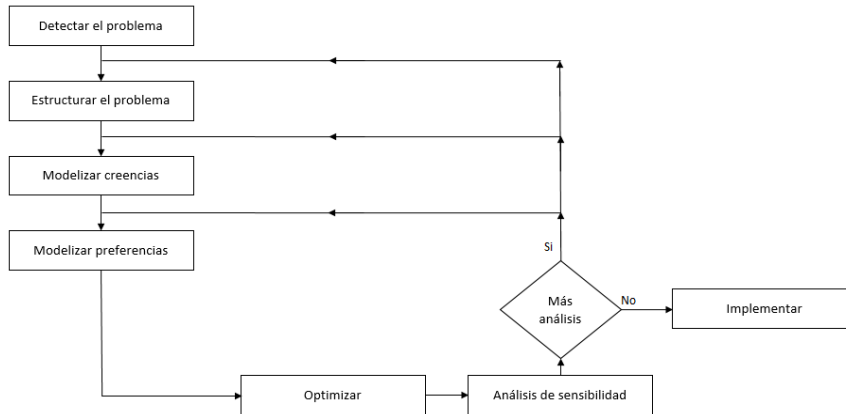 Detectar el problema
Estructurar el problema
Modelizar creencias
Modelizar preferencias
Si
Más
análisis
No
Implementar
Optimizar
Análisis de sensibilidad